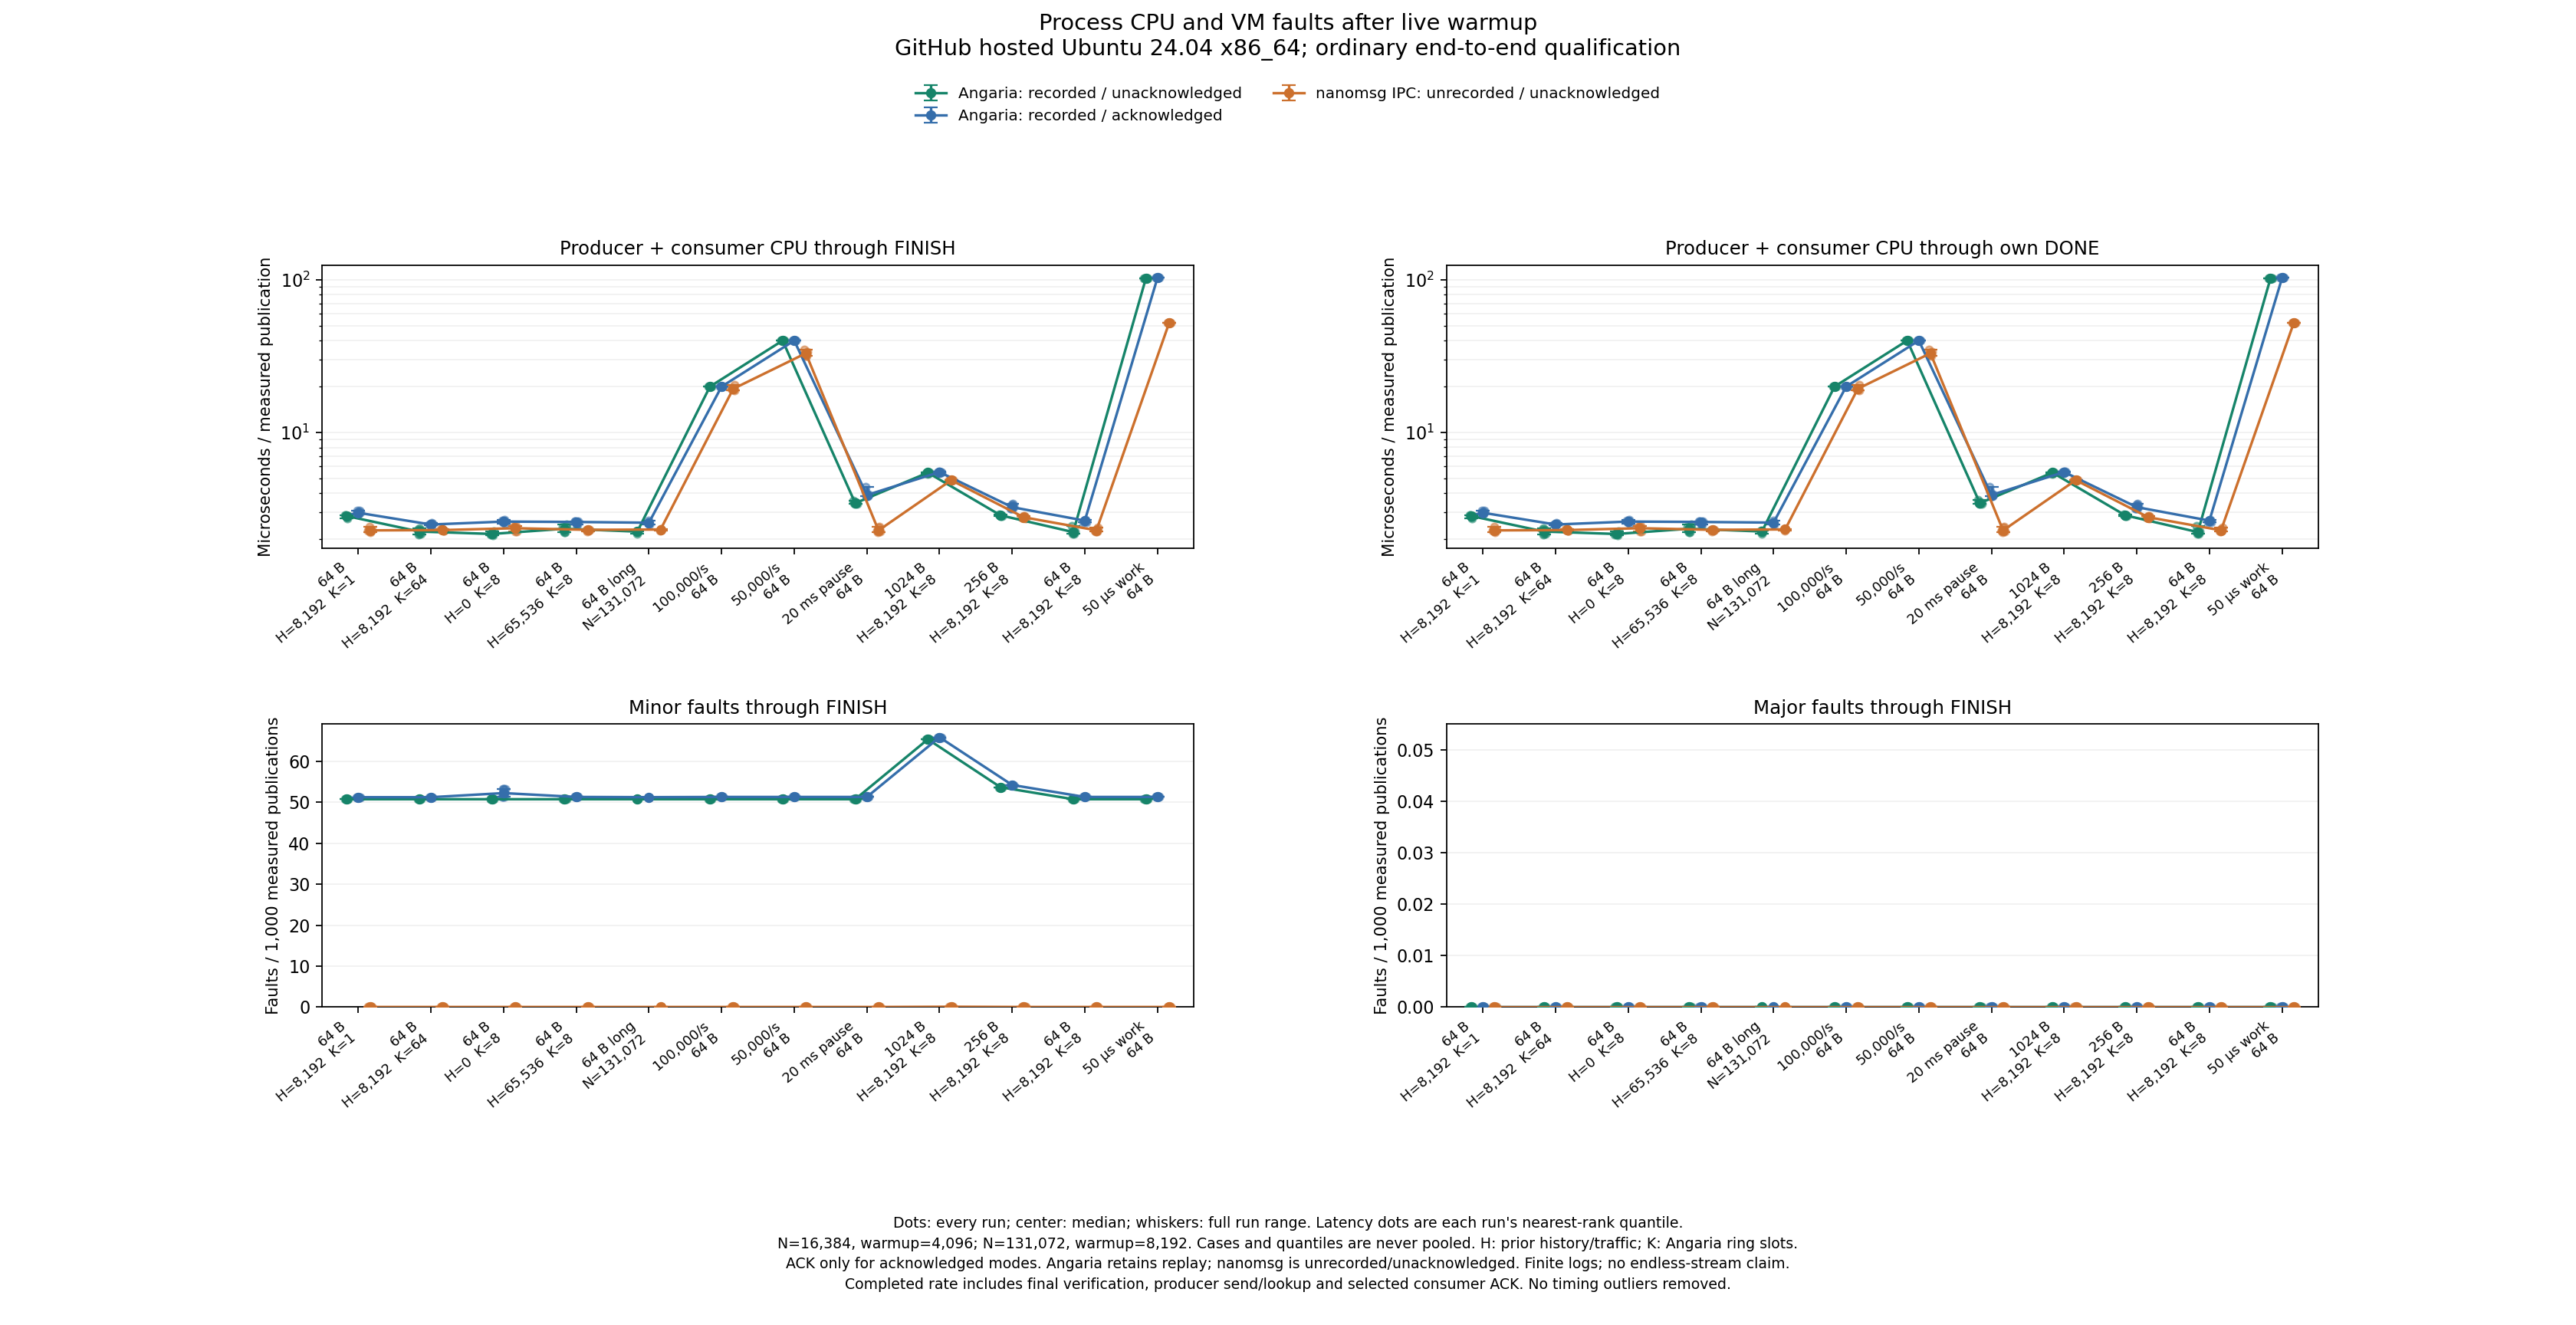 Process CPU and VM faults after live warmup
GitHub hosted Ubuntu 24.04 x86_64; ordinary end-to-end qualification
Angaria: recorded / unacknowledged
Angaria: recorded / acknowledged
nanomsg IPC: unrecorded / unacknowledged
Producer + consumer CPU through FINISH
Microseconds / measured publication
10²
10¹
64 B
H=8,192 K=1
64 B
H=8,192 K=64
64 B
H=0 K=8
64 B
H=65,536 K=8
64 B long
N=131,072
100,000/s
64 B
50,000/s
64 B
20 ms pause
64 B
1024 B
H=8,192 K=8
256 B
H=8,192 K=8
64 B
H=8,192 K=8
50 µs work
64 B
Producer + consumer CPU through own DONE
Microseconds / measured publication
10²
10¹
64 B
H=8,192 K=1
64 B
H=8,192 K=64
64 B
H=0 K=8
64 B
H=65,536 K=8
64 B long
N=131,072
100,000/s
64 B
50,000/s
64 B
20 ms pause
64 B
1024 B
H=8,192 K=8
256 B
H=8,192 K=8
64 B
H=8,192 K=8
50 µs work
64 B
Minor faults through FINISH
Faults / 1,000 measured publications
60
50
40
30
20
10
0
64 B
H=8,192 K=1
64 B
H=8,192 K=64
64 B
H=0 K=8
64 B
H=65,536 K=8
64 B long
N=131,072
100,000/s
64 B
50,000/s
64 B
20 ms pause
64 B
1024 B
H=8,192 K=8
256 B
H=8,192 K=8
64 B
H=8,192 K=8
50 µs work
64 B
Major faults through FINISH
Faults / 1,000 measured publications
0.05
0.04
0.03
0.02
0.01
0.00
64 B
H=8,192 K=1
64 B
H=8,192 K=64
64 B
H=0 K=8
64 B
H=65,536 K=8
64 B long
N=131,072
100,000/s
64 B
50,000/s
64 B
20 ms pause
64 B
1024 B
H=8,192 K=8
256 B
H=8,192 K=8
64 B
H=8,192 K=8
50 µs work
64 B
Dots: every run; center: median; whiskers: full run range. Latency dots are each run's nearest-rank quantile.
N=16,384, warmup=4,096; N=131,072, warmup=8,192. Cases and quantiles are never pooled. H: prior history/traffic; K: Angaria ring slots.
ACK only for acknowledged modes. Angaria retains replay; nanomsg is unrecorded/unacknowledged. Finite logs; no endless-stream claim.
Completed rate includes final verification, producer send/lookup and selected consumer ACK. No timing outliers removed.